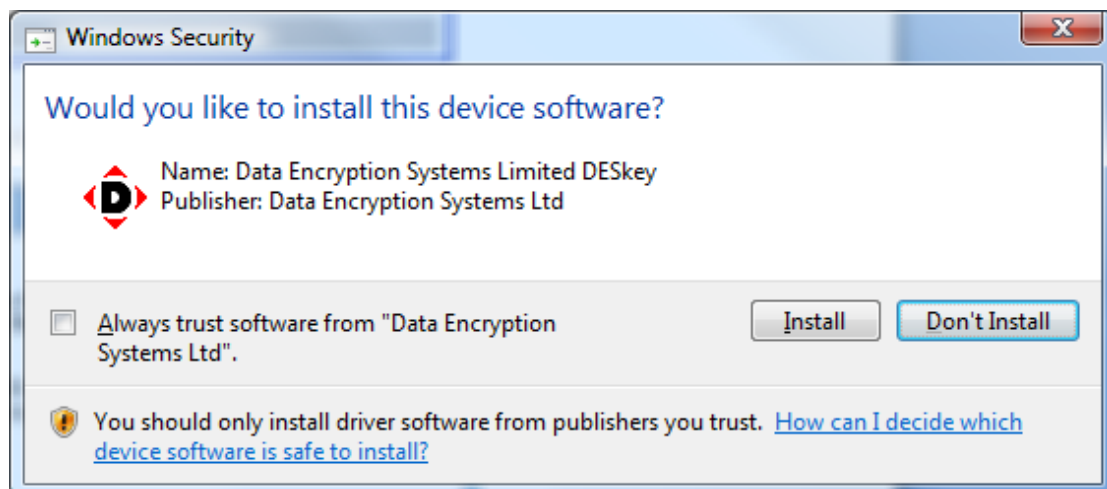 Windows Security
X
Would you like to install this device software?
Name: Data Encryption Systems Limited DESkey
Publisher: Data Encryption Systems Ltd
D
Always trust software from "Data Encryption
Systems Ltd".
Install
Don't Install
You should only install driver software from publishers you trust. How can I decide which
device software is safe to install?